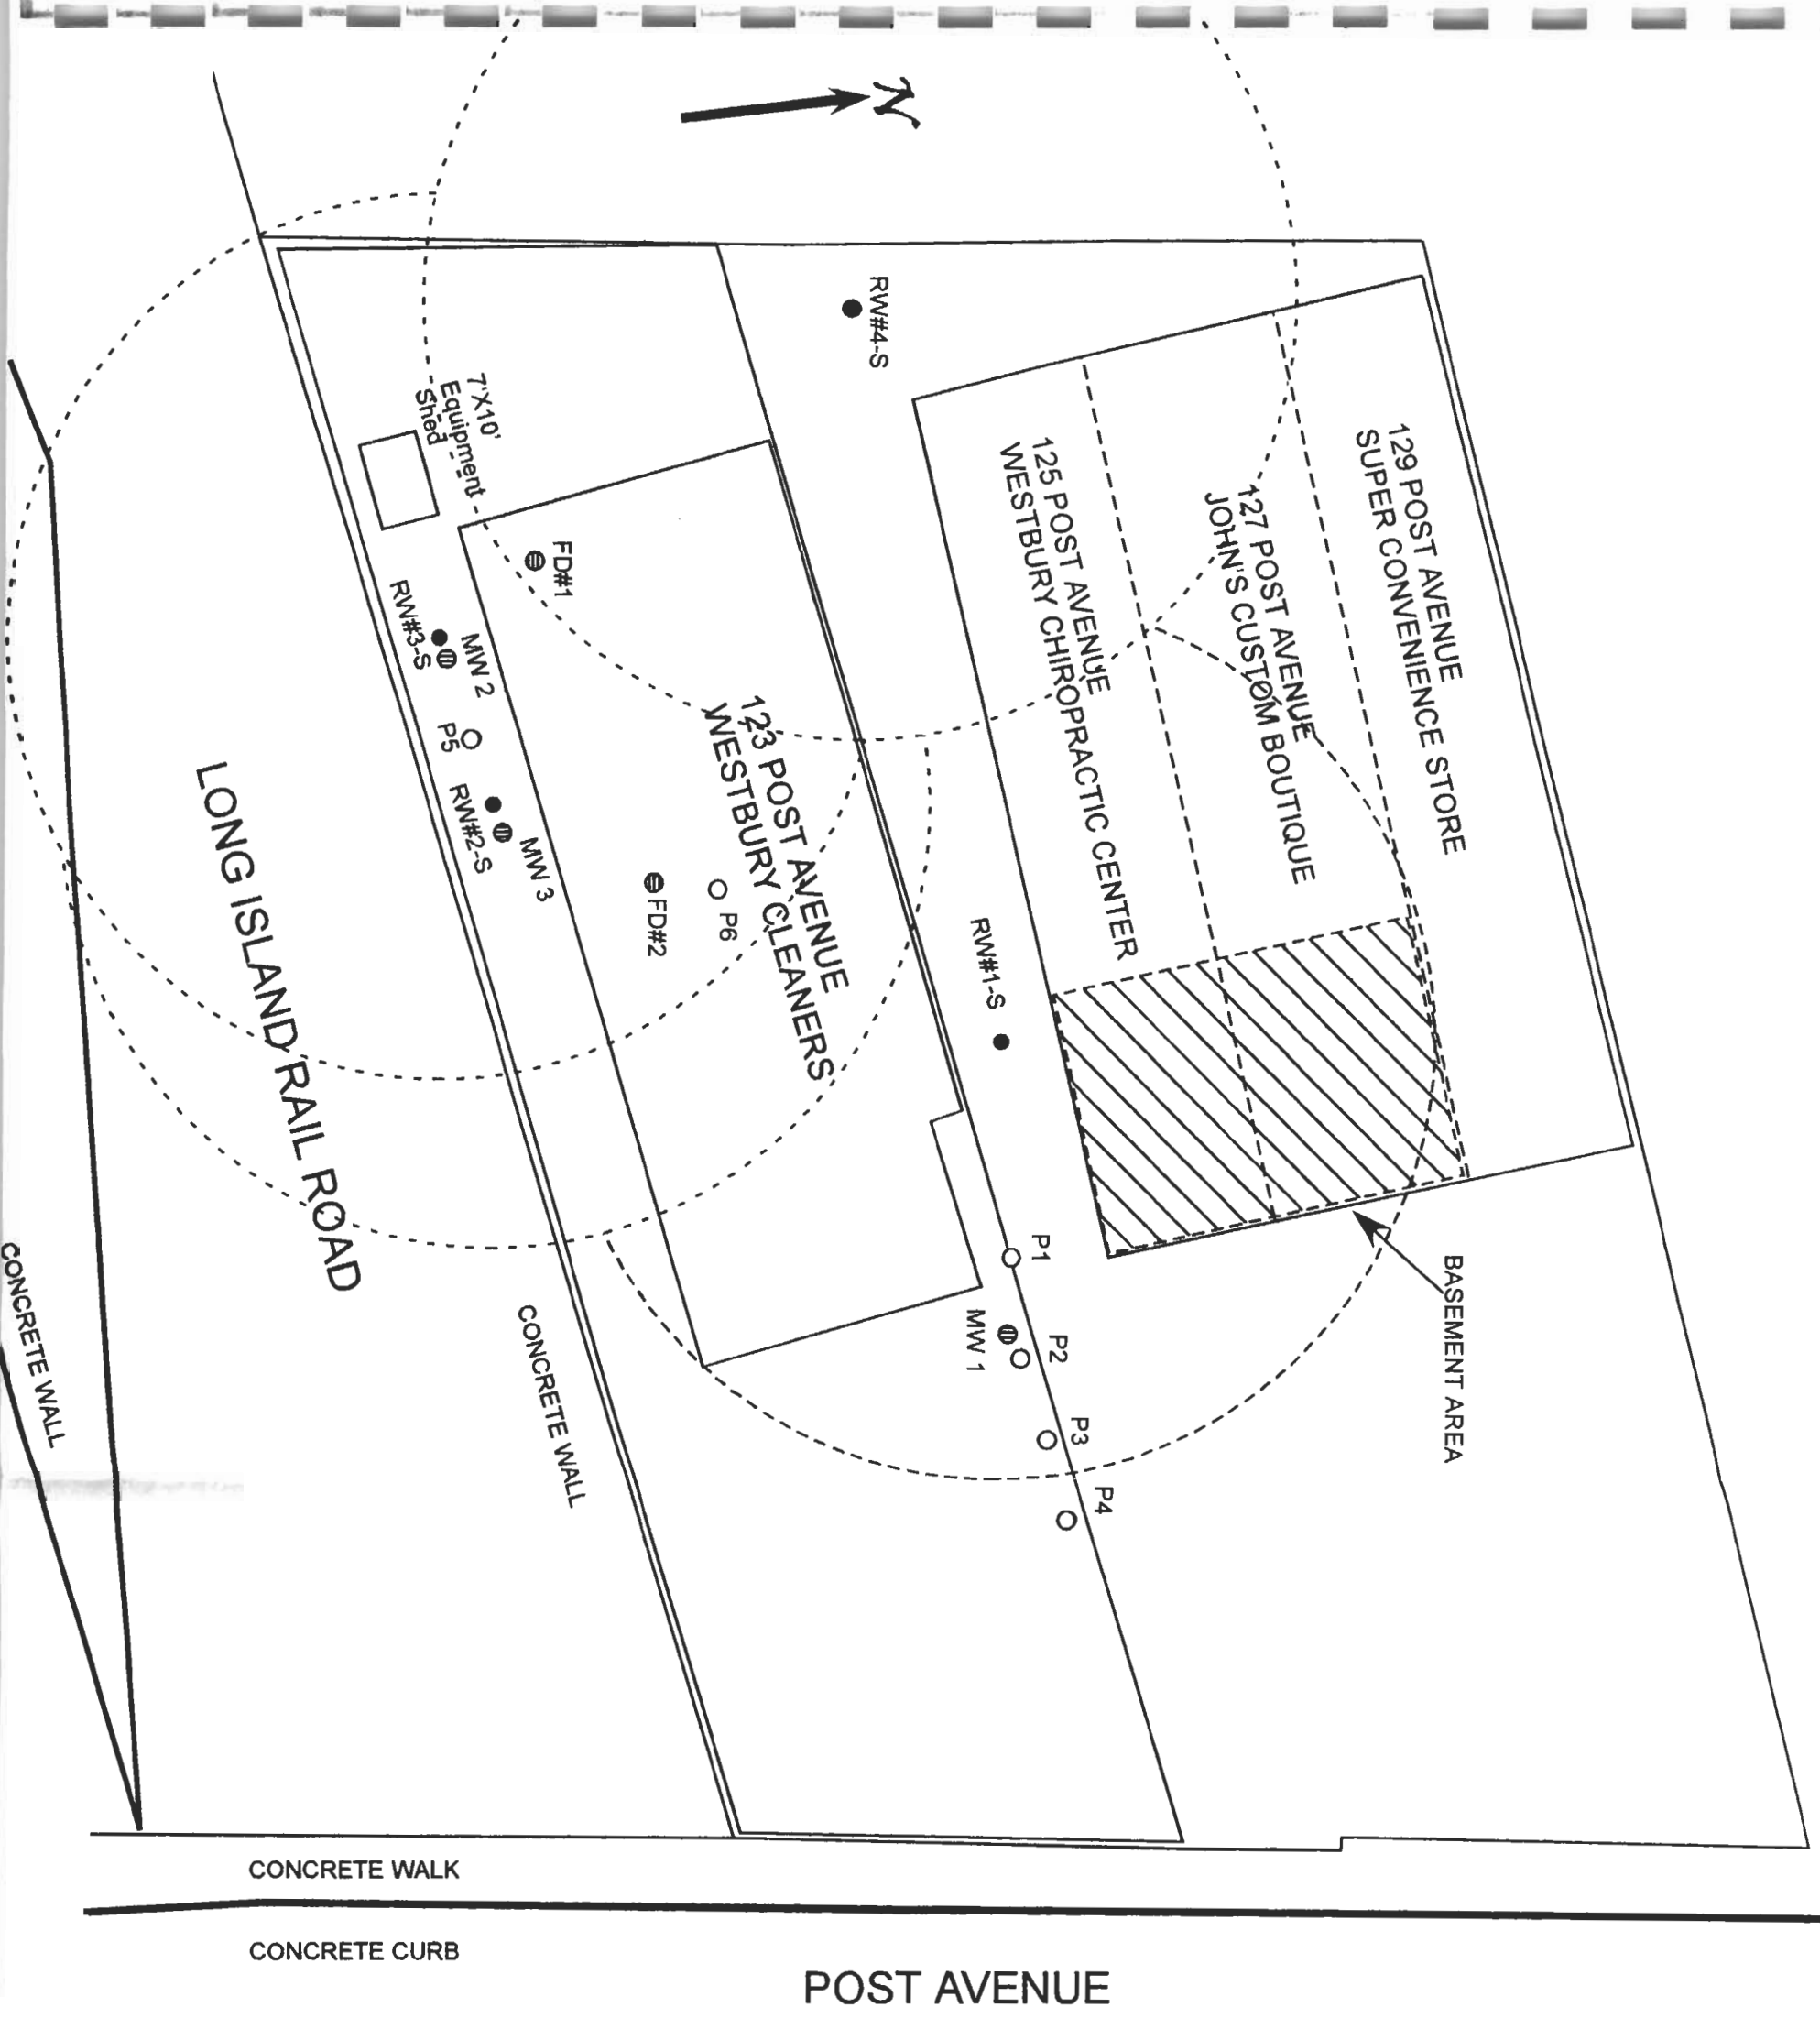 N
RW#4-S
129 POST AVENUE
SUPER CONVENIENCE STORE
127 POST AVENUE
JOHN'S CUSTOM BOUTIQUE
125 POST AVENUE
WESTBURY CHIROPRACTIC CENTER
7'X10'
Equipment
Shed
FD#1
RW#3-S
MW 2
P5
RW#2-S
MW 3
123 POST AVENUE
WESTBURY CLEANERS
P6
FD#2
RW#1-S
LONG ISLAND RAIL ROAD
P1
MW 1
P2
P3
P4
BASEMENT AREA
CONCRETE WALL
CONCRETE WALL
CONCRETE WALK
CONCRETE CURB
POST AVENUE